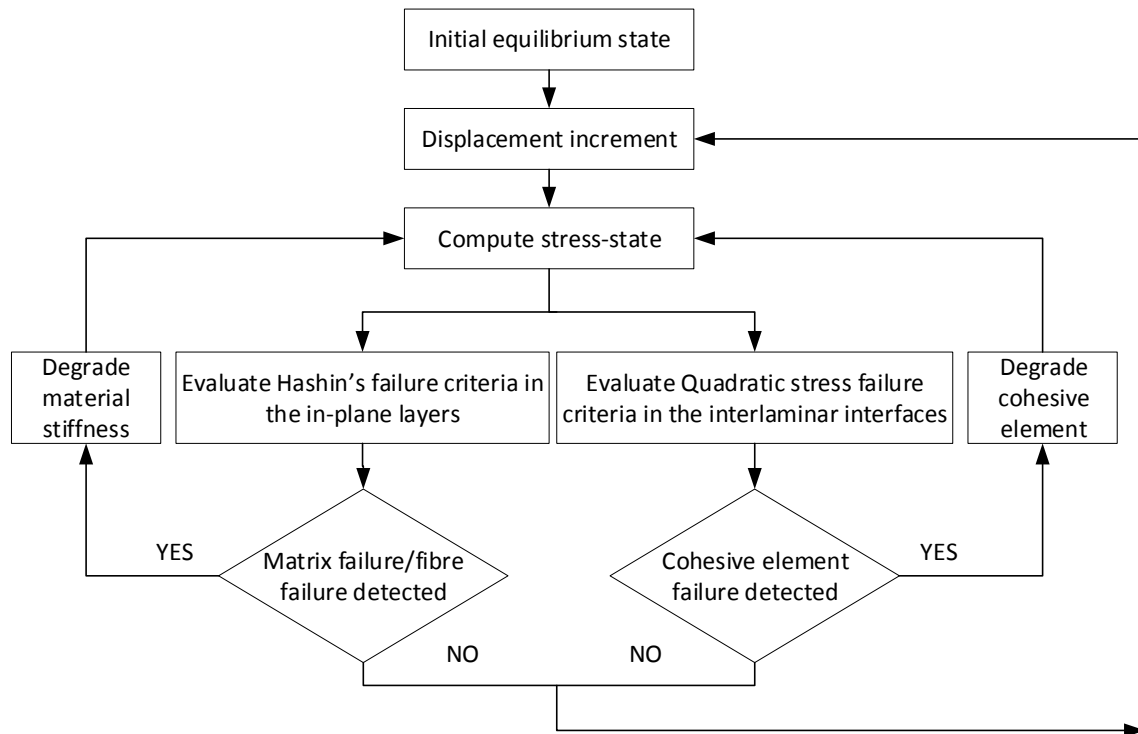 Initial equilibrium state
Displacement increment
Compute stress-state
Degrade
material
stiffness
Evaluate Hashin’s failure criteria in
the in-plane layers
Evaluate Quadratic stress failure
criteria in the interlaminar interfaces
Degrade
cohesive
element
YES
Matrix failure/fibre
failure detected
Cohesive element
failure detected
YES
NO
NO